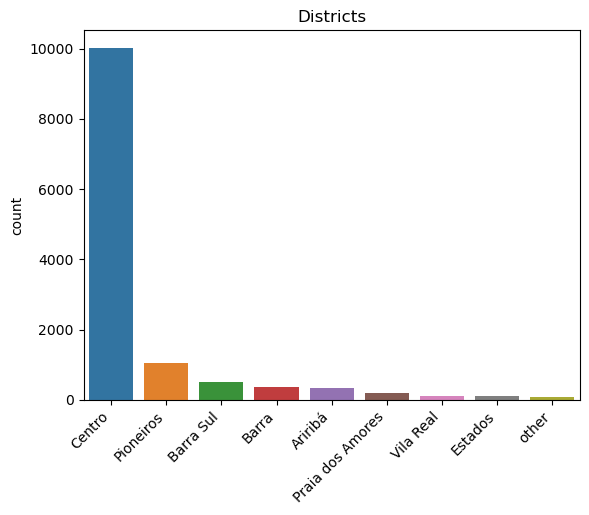 Districts
count
10000
8000
6000
4000
2000
0
Centro
Pioneiros
Barra Sul
Barra
Ariribá
Praia dos Amores
Vila Real
Estados
other